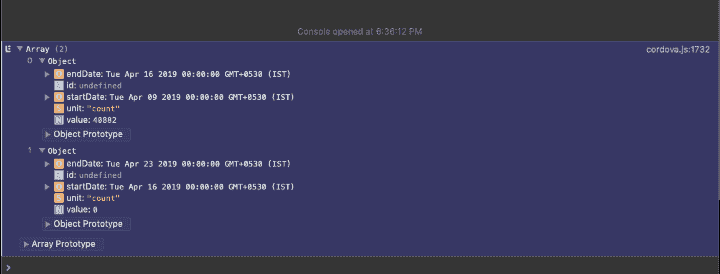 Console opened at 6:36:12 PM
E Array (2) cordova.js:1732
0 Object
O endDate: Tue Apr 16 2019 00:00:00 GMT+0530 (IST)
id: undefined
O startDate: Tue Apr 09 2019 00:00:00 GMT+0530 (IST)
S unit: "count"
N value: 40882
Object Prototype
1 Object
O endDate: Tue Apr 23 2019 00:00:00 GMT+0530 (IST)
id: undefined
O startDate: Tue Apr 16 2019 00:00:00 GMT+0530 (IST)
S unit: "count"
N value: 0
Object Prototype
Array Prototype